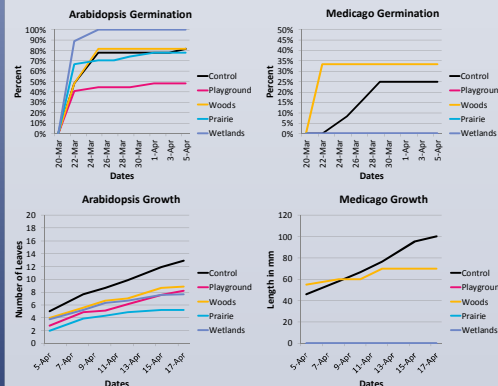 Arabidopsis Germination
100%
90%
80%
70%
60%
50%
40%
30%
20%
10%
0%
Percent
20-Mar
22-Mar
24-Mar
26-Mar
28-Mar
30-Mar
1-Apr
3-Apr
5-Apr
Dates
Control
Playground
Woods
Prairie
Wetlands
Medicago Germination
50%
45%
40%
35%
30%
25%
20%
15%
10%
5%
0%
Percent
20-Mar
22-Mar
24-Mar
26-Mar
28-Mar
30-Mar
1-Apr
3-Apr
5-Apr
Dates
Control
Playground
Woods
Prairie
Wetlands
Arabidopsis Growth
20
18
16
14
12
10
8
6
4
2
0
Number of Leaves
5-Apr
7-Apr
9-Apr
11-Apr
13-Apr
15-Apr
17-Apr
Dates
Control
Playground
Woods
Prairie
Wetlands
Medicago Growth
120
100
80
60
40
20
0
Length in mm
5-Apr
7-Apr
9-Apr
11-Apr
13-Apr
15-Apr
17-Apr
Dates
Control
Playground
Woods
Prairie
Wetlands